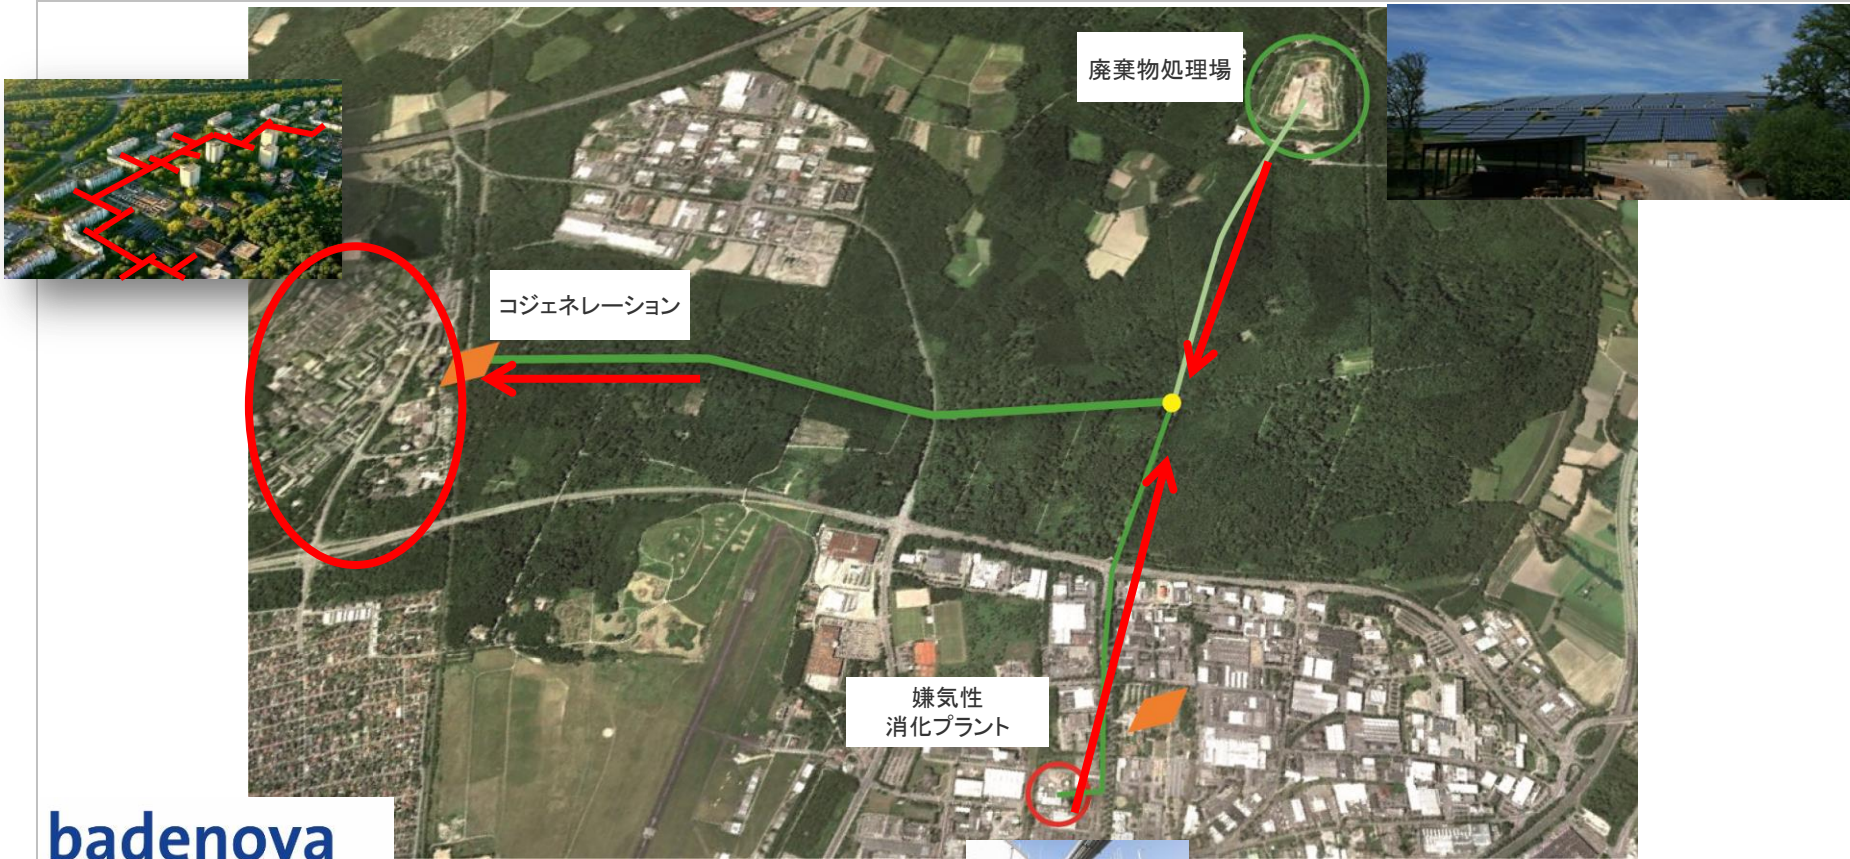 廃棄物処理場
コジェネレーション
嫌気性
消化プラント
badenova